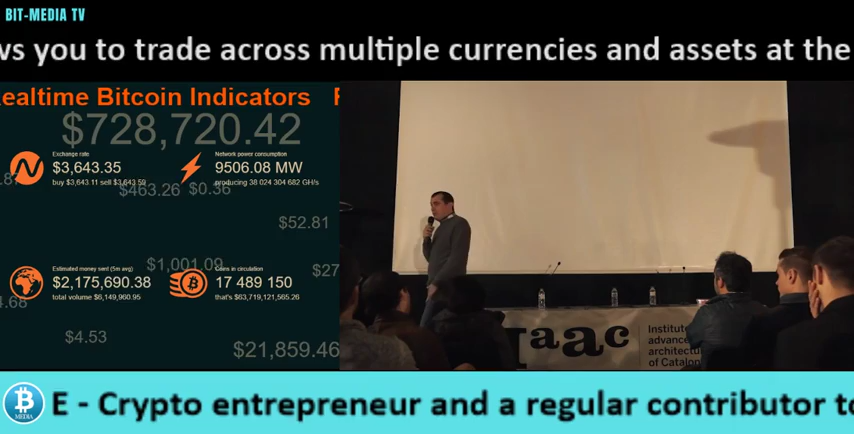 BIT-MEDIA TV
ws you to trade across multiple currencies and assets at the
ealtime Bitcoin Indicators
$728,720.42
Exchange rate
$3,643.35
buy $3,643.11 sell $3,643.59
Network power consumption
9506.08 MW
producing 38 024 304 682 GH/s
$463.26
$0.36
$52.81
Estimated money sent (5m avg)
$2,175,690.38
total volume $6,149,960.95
$1,001.09
Coins in circulation
17 489 150
that's $63,719,121,565.26
$27
4.68
$4.53
$21,859.46
Iaac
Institute
advance
architectu
of Catalon
B
MEDIA
E - Crypto entrepreneur and a regular contributor to